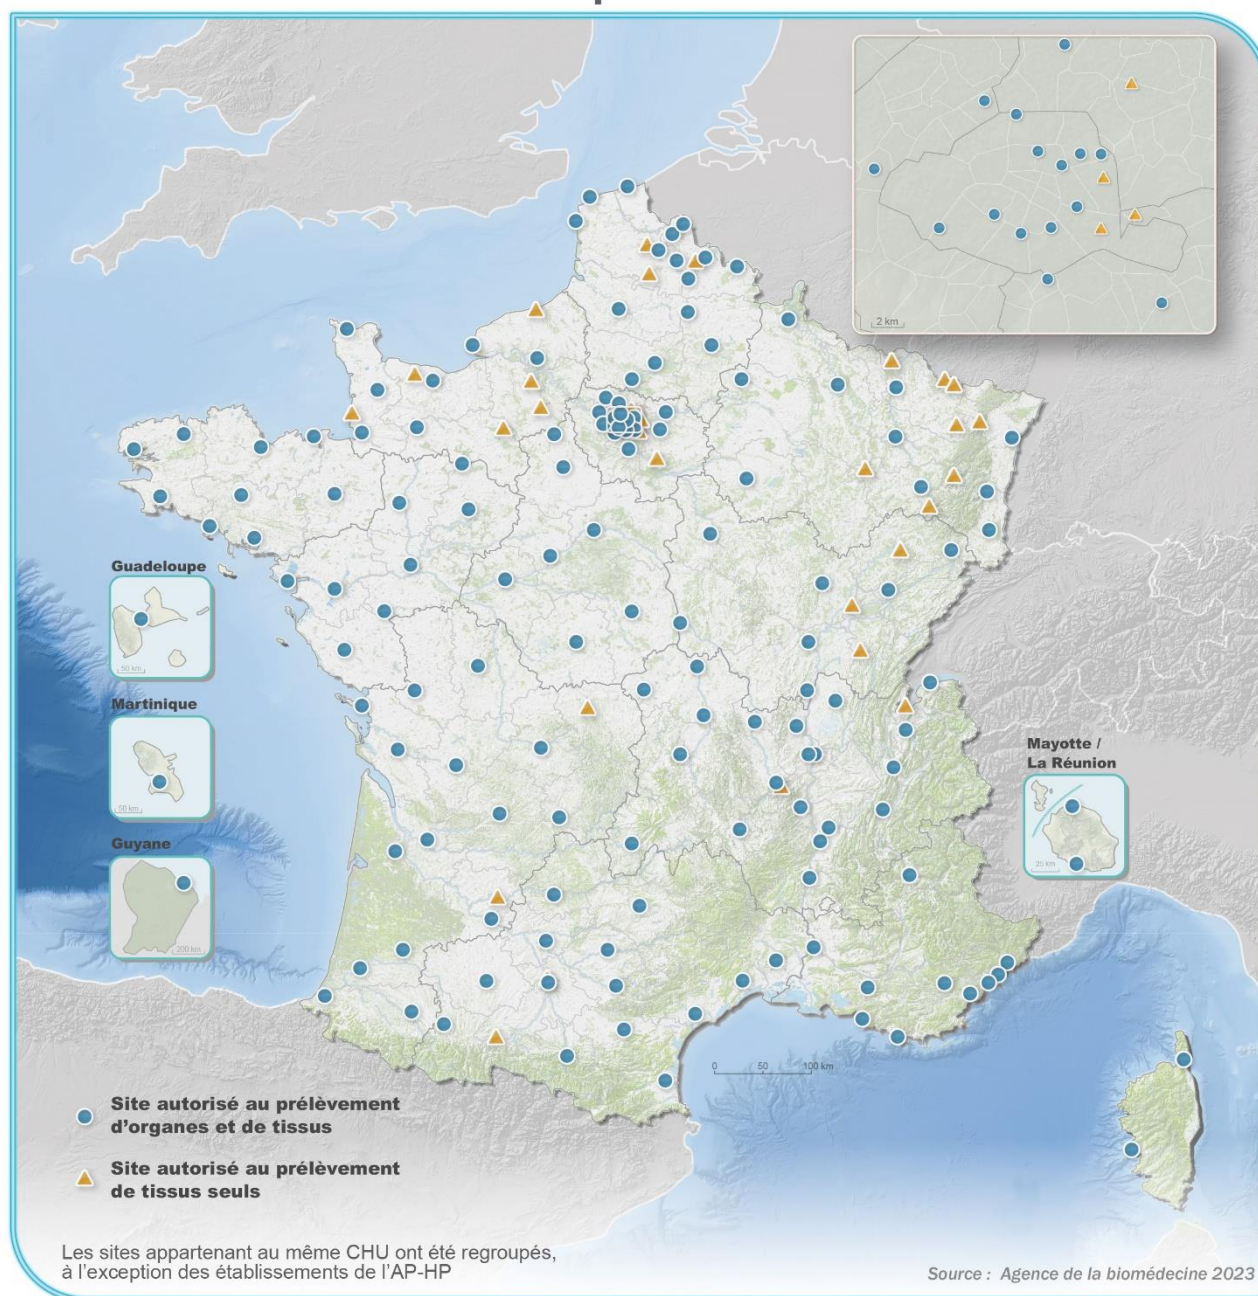 2 km
Guadeloupe
50 km
Martinique
50 km
Guyane
200 km
Mayotte /
La Réunion
25 km
0 50 100 km
Site autorisé au prélèvement
d'organes et de tissus
Site autorisé au prélèvement
de tissus seuls
Les sites appartenant au même CHU ont été regroupés,
à l'exception des établissements de l'AP-HP
Source : Agence de la biomédecine 2023